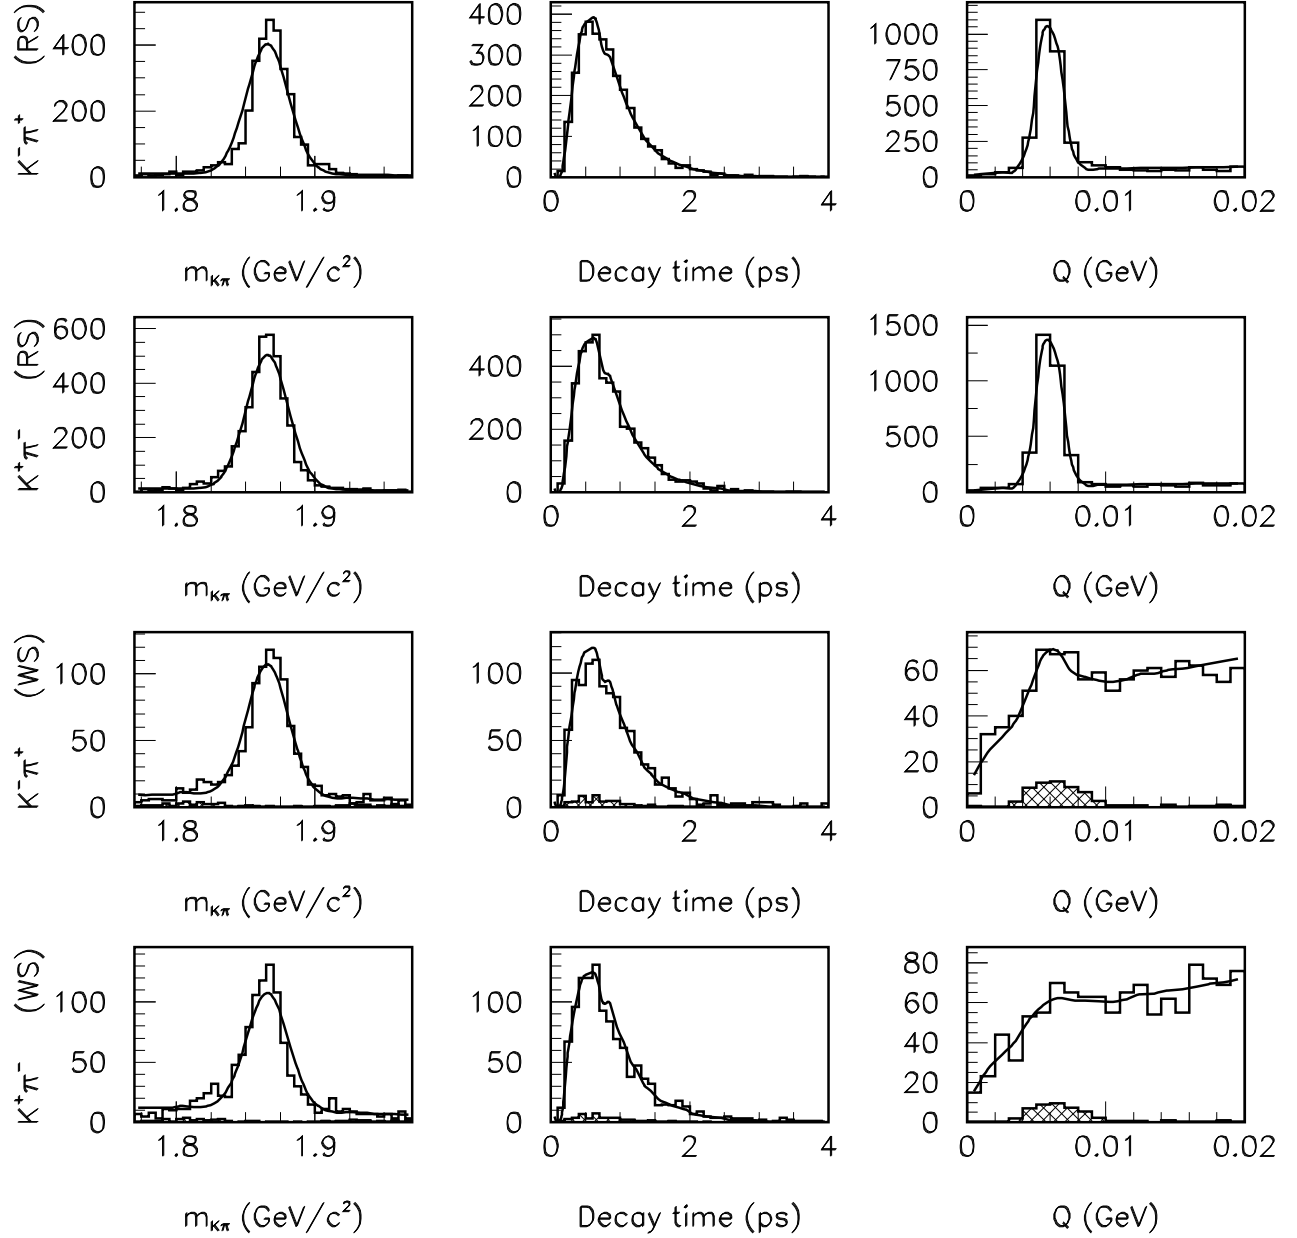 K⁻π⁺ (RS)
400
200
0
1.8 1.9
m_Kπ (GeV/c²)
400
300
200
100
0
0 2 4
Decay time (ps)
1000
750
500
250
0
0 0.01 0.02
Q (GeV)
K⁺π⁻ (RS)
600
400
200
0
1.8 1.9
m_Kπ (GeV/c²)
400
200
0
0 2 4
Decay time (ps)
1500
1000
500
0
0 0.01 0.02
Q (GeV)
K⁻π⁺ (WS)
100
50
0
1.8 1.9
m_Kπ (GeV/c²)
100
50
0
0 2 4
Decay time (ps)
60
40
20
0
0 0.01 0.02
Q (GeV)
K⁺π⁻ (WS)
100
50
0
1.8 1.9
m_Kπ (GeV/c²)
100
50
0
0 2 4
Decay time (ps)
80
60
40
20
0
0 0.01 0.02
Q (GeV)